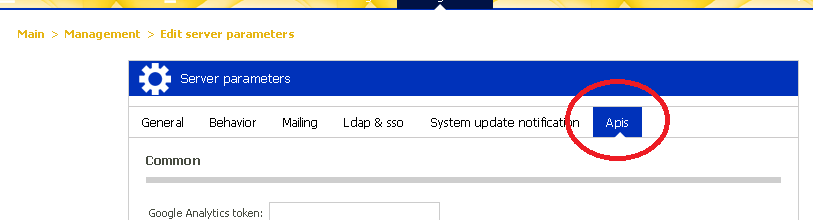 Main > Management > Edit server parameters
Server parameters
General Behavior Mailing Ldap & sso System update notification Apis
Common
Google Analytics token: